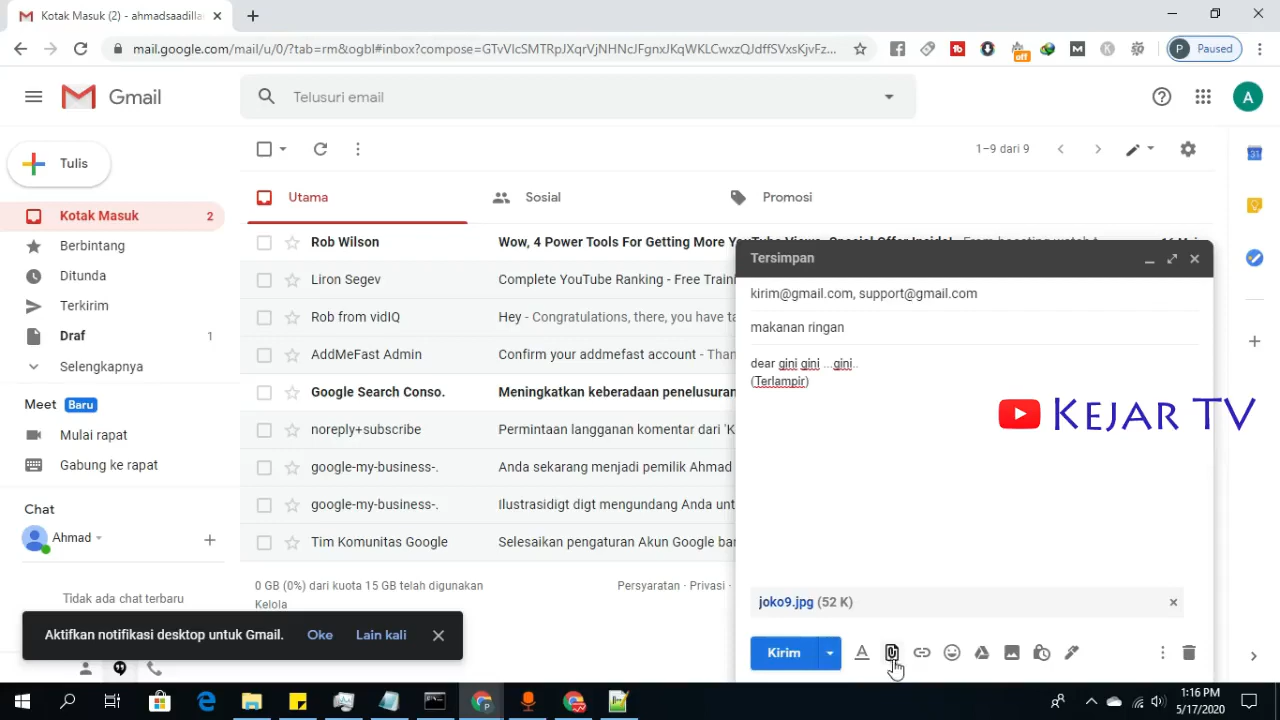 Kotak Masuk (2) - ahmadsaadilla
mail.google.com/mail/u/0/?tab=rm&ogbl#inbox?compose=GTvVlcSMTRpJXqrVjNHNcJFgnxJKqWKLCwxzQJdffSVxsKjvFz...
off
P Paused
Gmail
Telusuri email
A
Tulis
1–9 dari 9
Kotak Masuk 2
Berbintang
Ditunda
Terkirim
Draf 1
Selengkapnya
Meet Baru
Mulai rapat
Gabung ke rapat
Chat
Ahmad
Tidak ada chat terbaru
Utama
Sosial
Promosi
Rob Wilson Wow, 4 Power Tools For Getting More
Liron Segev Complete YouTube Ranking - Free Train
Rob from vidIQ Hey - Congratulations, there, you have ta
AddMeFast Admin Confirm your addmefast account - Than
Google Search Conso. Meningkatkan keberadaan penelusuran
noreply+subscribe Permintaan langganan komentar dari 'K
google-my-business-. Anda sekarang menjadi pemilik Ahmad
google-my-business-. Ilustrasidigt digt mengundang Anda unt
Tim Komunitas Google Selesaikan pengaturan Akun Google bar
0 GB (0%) dari kuota 15 GB telah digunakan
Kelola
Persyaratan · Privasi ·
Tersimpan
kirim@gmail.com, support@gmail.com
makanan ringan
dear gini gini ...gini..
(Terlampir)
KEJAR TV
joko9.jpg (52 K)
Kirim
Aktifkan notifikasi desktop untuk Gmail. Oke Lain kali
31
1:16 PM
5/17/2020